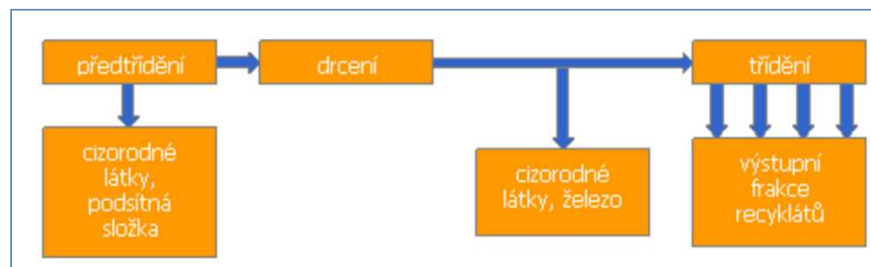 předtřídění
drcení
třídění
cizorodné
látky,
podsítná
složka
cizorodné
látky, železo
výstupní
frakce
recyklátů